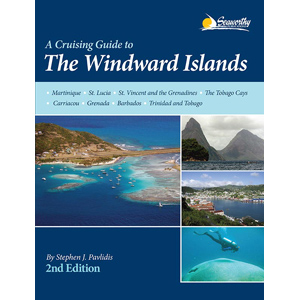 Seaworthy
A Cruising Guide to
The Windward Islands
• Martinique • St. Lucia • St. Vincent and the Grenadines • The Tobago Cays
• Carriacou • Grenada • Barbados • Trinidad and Tobago
By Stephen J. Pavlidis
2nd Edition